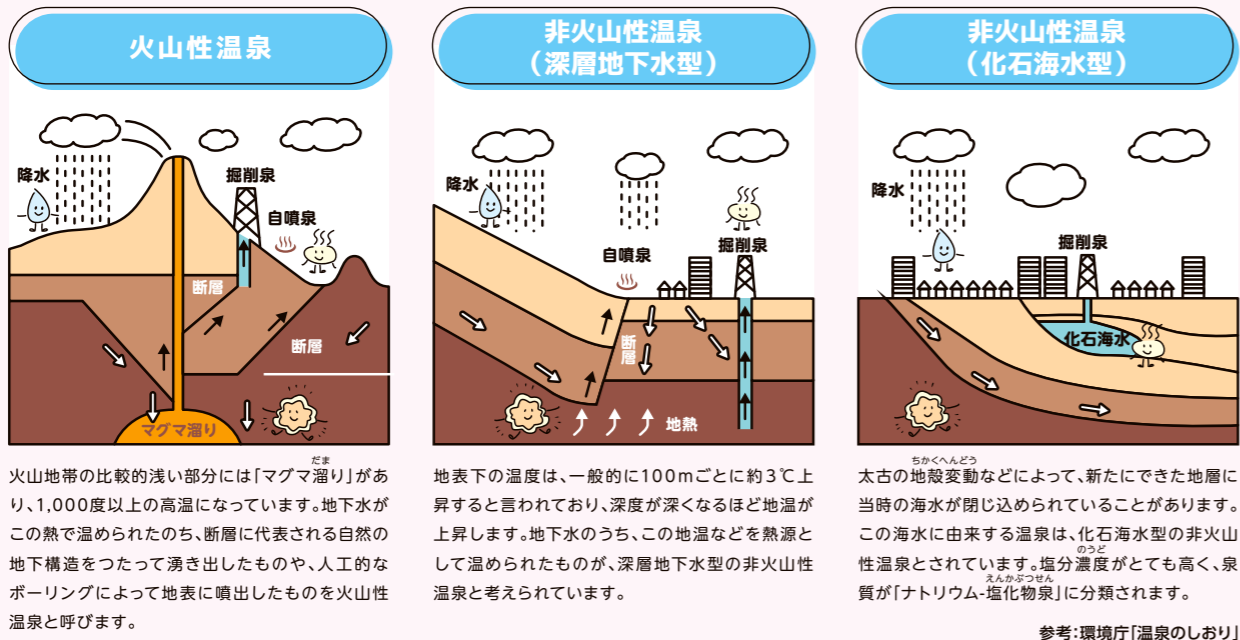 火山性温泉
降水
掘削泉
自噴泉
断層
断層
マグマ溜り
だま
火山地帯の比較的浅い部分には「マグマ溜り」があ
り、1,000度以上の高温になっています。地下水が
この熱で温められたのち、断層に代表される自然の
地下構造をつたって湧き出したものや、人工的な
ボーリングによって地表に噴出したものを火山性
温泉と呼びます。
非火山性温泉
（深層地下水型）
降水
自噴泉
掘削泉
断層
地熱
地表下の温度は、一般的に100mごとに約3℃上
昇すると言われており、深度が深くなるほど地温が
上昇します。地下水のうち、この地温などを熱源と
して温められたものが、深層地下水型の非火山性
温泉と考えられています。
非火山性温泉
（化石海水型）
降水
掘削泉
化石海水
ちかくへんどう
太古の地殻変動などによって、新たにできた地層に
当時の海水が閉じ込められていることがあります。
この海水に由来する温泉は、化石海水型の非火山
のうど
性温泉とされています。塩分濃度がとても高く、泉
えんかぶつせん
質が「ナトリウム-塩化物泉」に分類されます。
参考:環境庁「温泉のしおり」